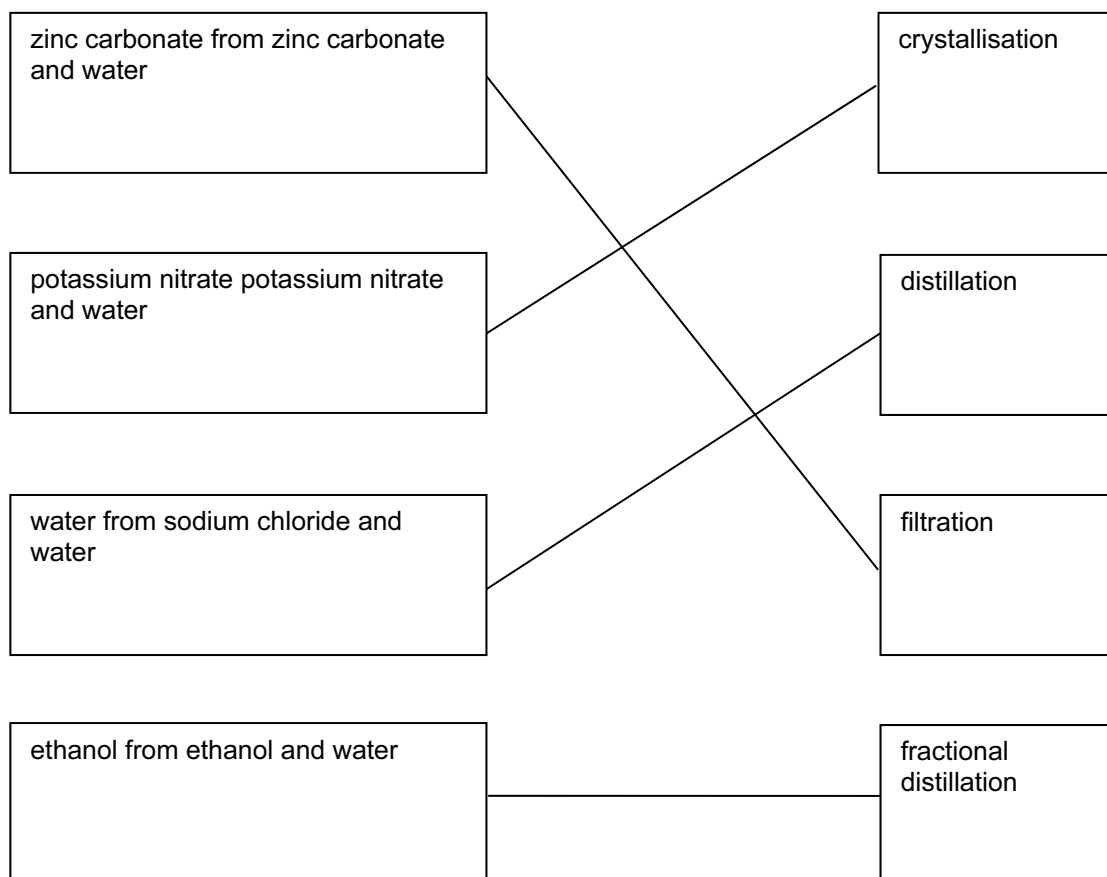 zinc carbonate from zinc carbonate
and water
crystallisation
potassium nitrate potassium nitrate
and water
distillation
water from sodium chloride and
water
filtration
ethanol from ethanol and water
fractional
distillation